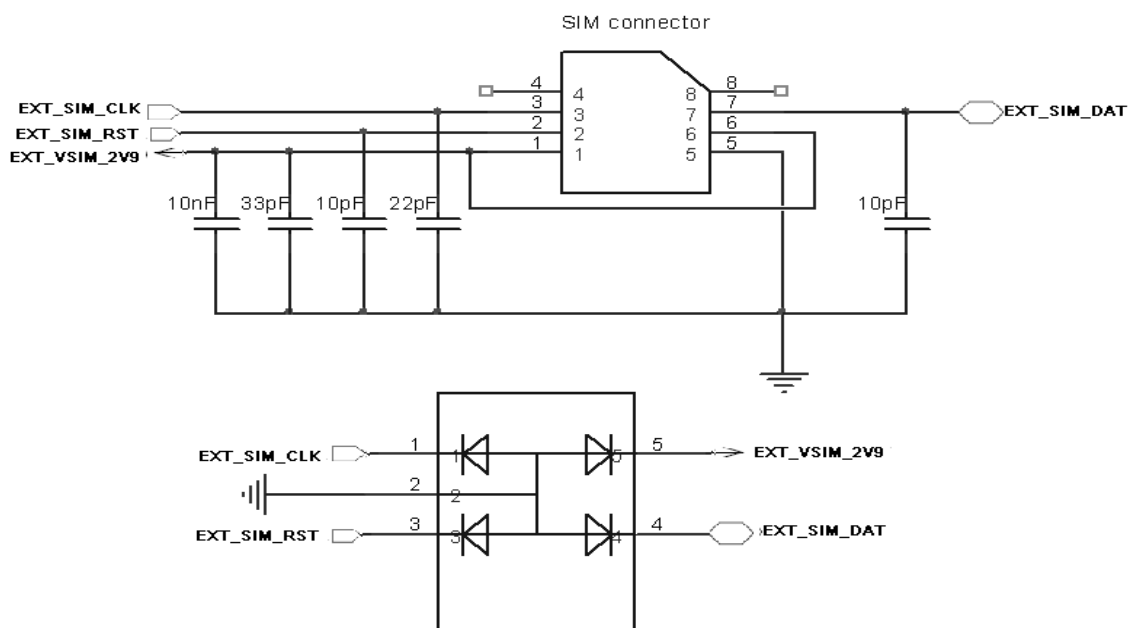 SIM connector
4 4 8 8
EXT_SIM_CLK 3 3 7 7 EXT_SIM_DAT
EXT_SIM_RST 2 2 6 6
EXT_VSIM_2V9 1 1 5 5
10nF 33pF 10pF 22pF 10pF
EXT_SIM_CLK 1 1 5 5 EXT_VSIM_2V9
2 2
EXT_SIM_RST 3 3 4 4 EXT_SIM_DAT